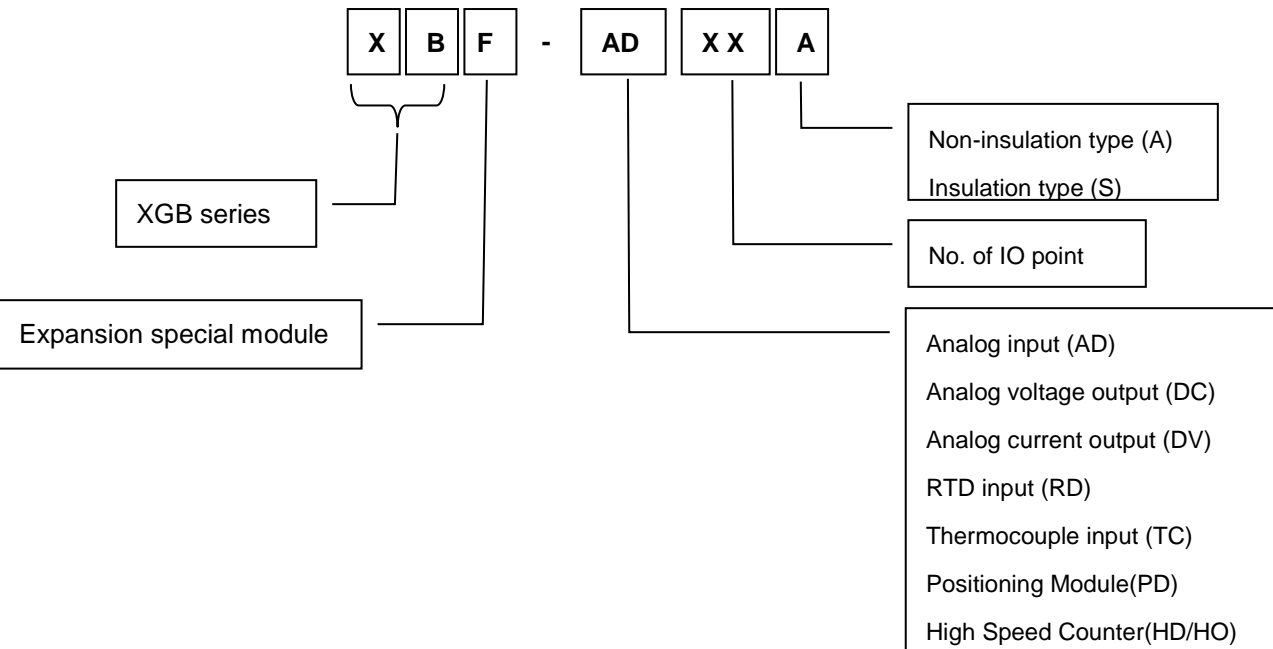 X B F - AD X X A
Non-insulation type (A)
Insulation type (S)
XGB series
No. of IO point
Expansion special module
Analog input (AD)
Analog voltage output (DC)
Analog current output (DV)
RTD input (RD)
Thermocouple input (TC)
Positioning Module(PD)
High Speed Counter(HD/HO)